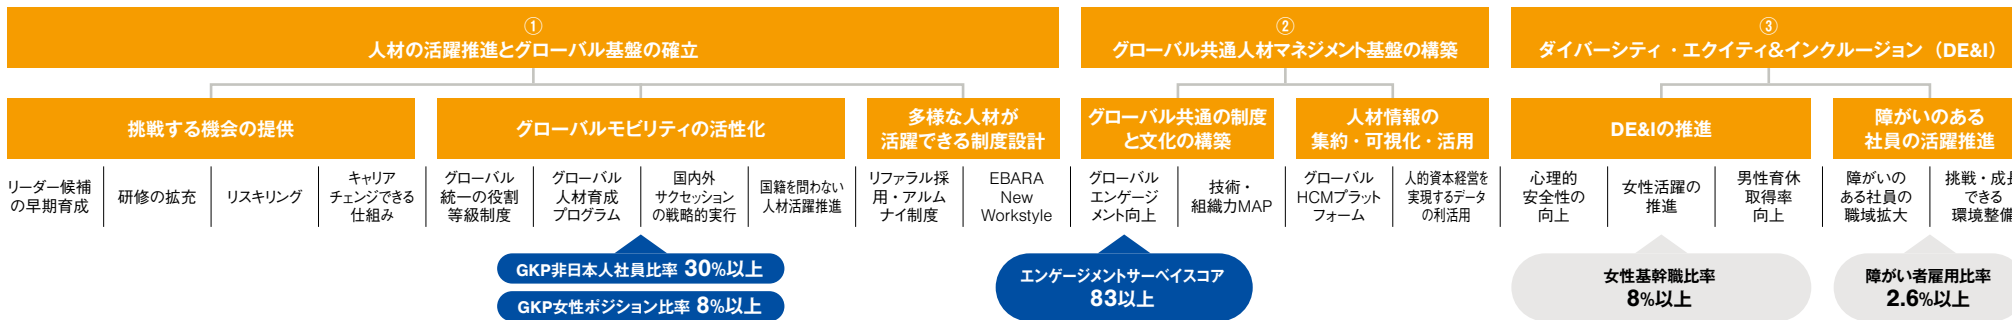 ①
人材の活躍推進とグローバル基盤の確立
②
グローバル共通人材マネジメント基盤の構築
③
ダイバーシティ・エクイティ&インクルージョン（DE&I）
挑戦する機会の提供
グローバルモビリティの活性化
多様な人材が
活躍できる制度設計
グローバル共通の制度
と文化の構築
人材情報の
集約・可視化・活用
DE&Iの推進
障がいのある
社員の活躍推進
リーダー候補
の早期育成
研修の拡充
リスキリング
キャリア
チェンジできる
仕組み
グローバル
統一の役割
等級制度
グローバル
人材育成
プログラム
国内外
サクセッション
の戦略的実行
国籍を問わない
人材活躍推進
リファラル採
用・アルム
ナイ制度
EBARA
New
Workstyle
グローバル
エンゲージ
メント向上
技術・
組織力MAP
グローバル
HCMプラット
フォーム
人的資本経営を
実現するデータ
の利活用
心理的
安全性の
向上
女性活躍の
推進
男性育休
取得率
向上
障がいの
ある社員の
職域拡大
挑戦・成長
できる
環境整備
GKP非日本人社員比率 30%以上
GKP女性ポジション比率 8%以上
エンゲージメントサーベイスコア
83以上
女性基幹職比率
8%以上
障がい者雇用比率
2.6%以上